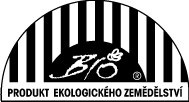 Bio ®
PRODUKT EKOLOGICKÉHO ZEMĚDĚLSTVÍ